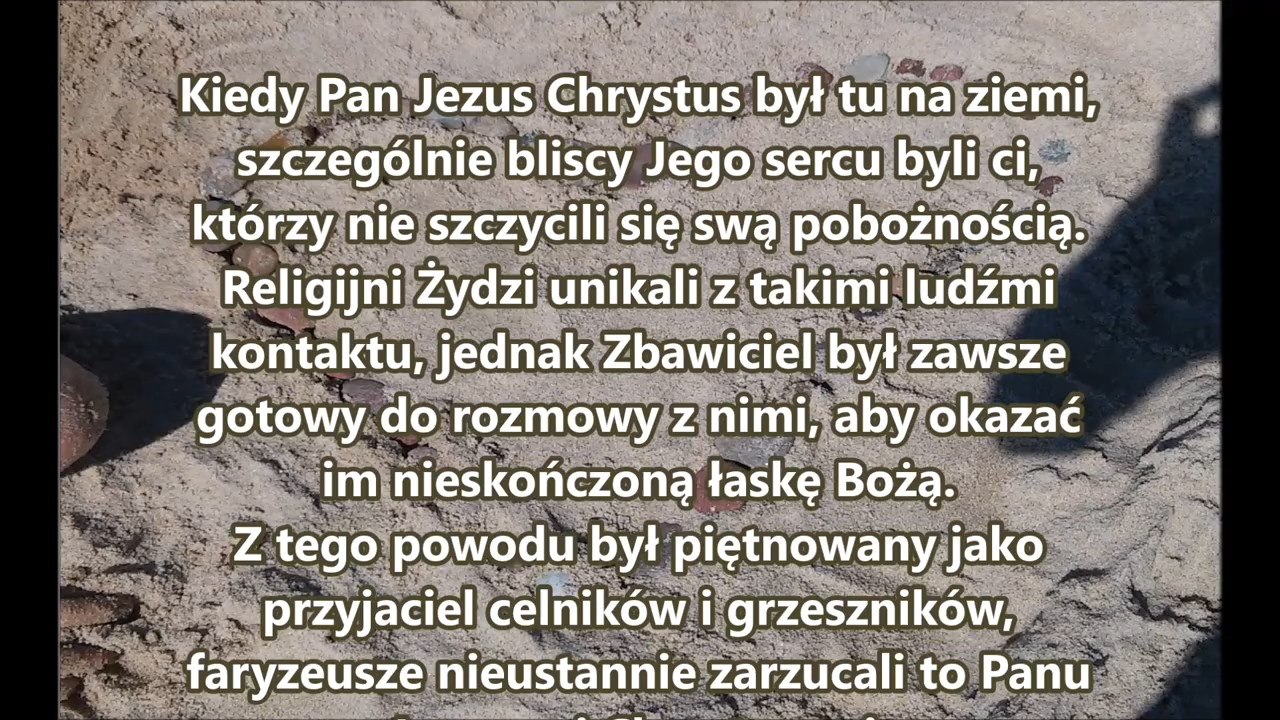 Kiedy Pan Jezus Chrystus był tu na ziemi,
szczególnie bliscy Jego sercu byli ci,
którzy nie szczycili się swą pobożnością.
Religijni Żydzi unikali z takimi ludźmi
kontaktu, jednak Zbawiciel był zawsze
gotowy do rozmowy z nimi, aby okazać
im nieskończoną łaskę Bożą.
Z tego powodu był piętnowany jako
przyjaciel celników i grzeszników,
faryzeusze nieustannie zarzucali to Panu